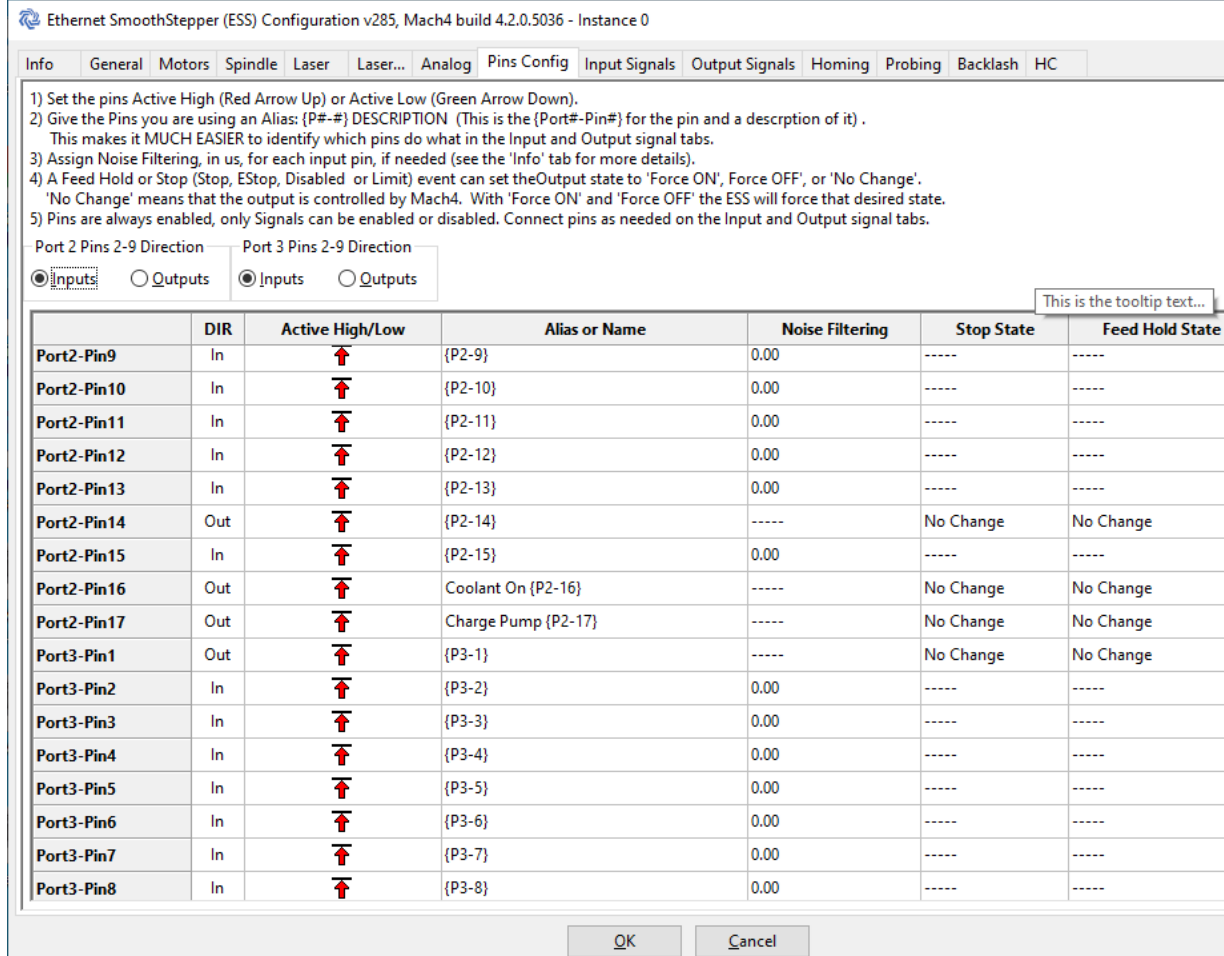 Ethernet SmoothStepper (ESS) Configuration v285, Mach4 build 4.2.0.5036 - Instance 0
Info General Motors Spindle Laser Laser... Analog Pins Config Input Signals Output Signals Homing Probing Backlash HC
1) Set the pins Active High (Red Arrow Up) or Active Low (Green Arrow Down).
2) Give the Pins you are using an Alias: {P#-#} DESCRIPTION (This is the {Port#-Pin#} for the pin and a descrption of it) .
This makes it MUCH EASIER to identify which pins do what in the Input and Output signal tabs.
3) Assign Noise Filtering, in us, for each input pin, if needed (see the 'Info' tab for more details).
4) A Feed Hold or Stop (Stop, EStop, Disabled or Limit) event can set theOutput state to 'Force ON', Force OFF', or 'No Change'.
'No Change' means that the output is controlled by Mach4. With 'Force ON' and 'Force OFF' the ESS will force that desired state.
5) Pins are always enabled, only Signals can be enabled or disabled. Connect pins as needed on the Input and Output signal tabs.
Port 2 Pins 2-9 Direction Port 3 Pins 2-9 Direction
Inputs Outputs Inputs Outputs
This is the tooltip text...
DIR Active High/Low Alias or Name Noise Filtering Stop State Feed Hold State
Port2-Pin9 In {P2-9} 0.00 ----- -----
Port2-Pin10 In {P2-10} 0.00 ----- -----
Port2-Pin11 In {P2-11} 0.00 ----- -----
Port2-Pin12 In {P2-12} 0.00 ----- -----
Port2-Pin13 In {P2-13} 0.00 ----- -----
Port2-Pin14 Out {P2-14} ----- No Change No Change
Port2-Pin15 In {P2-15} 0.00 ----- -----
Port2-Pin16 Out Coolant On {P2-16} ----- No Change No Change
Port2-Pin17 Out Charge Pump {P2-17} ----- No Change No Change
Port3-Pin1 Out {P3-1} ----- No Change No Change
Port3-Pin2 In {P3-2} 0.00 ----- -----
Port3-Pin3 In {P3-3} 0.00 ----- -----
Port3-Pin4 In {P3-4} 0.00 ----- -----
Port3-Pin5 In {P3-5} 0.00 ----- -----
Port3-Pin6 In {P3-6} 0.00 ----- -----
Port3-Pin7 In {P3-7} 0.00 ----- -----
Port3-Pin8 In {P3-8} 0.00 ----- -----
OK Cancel